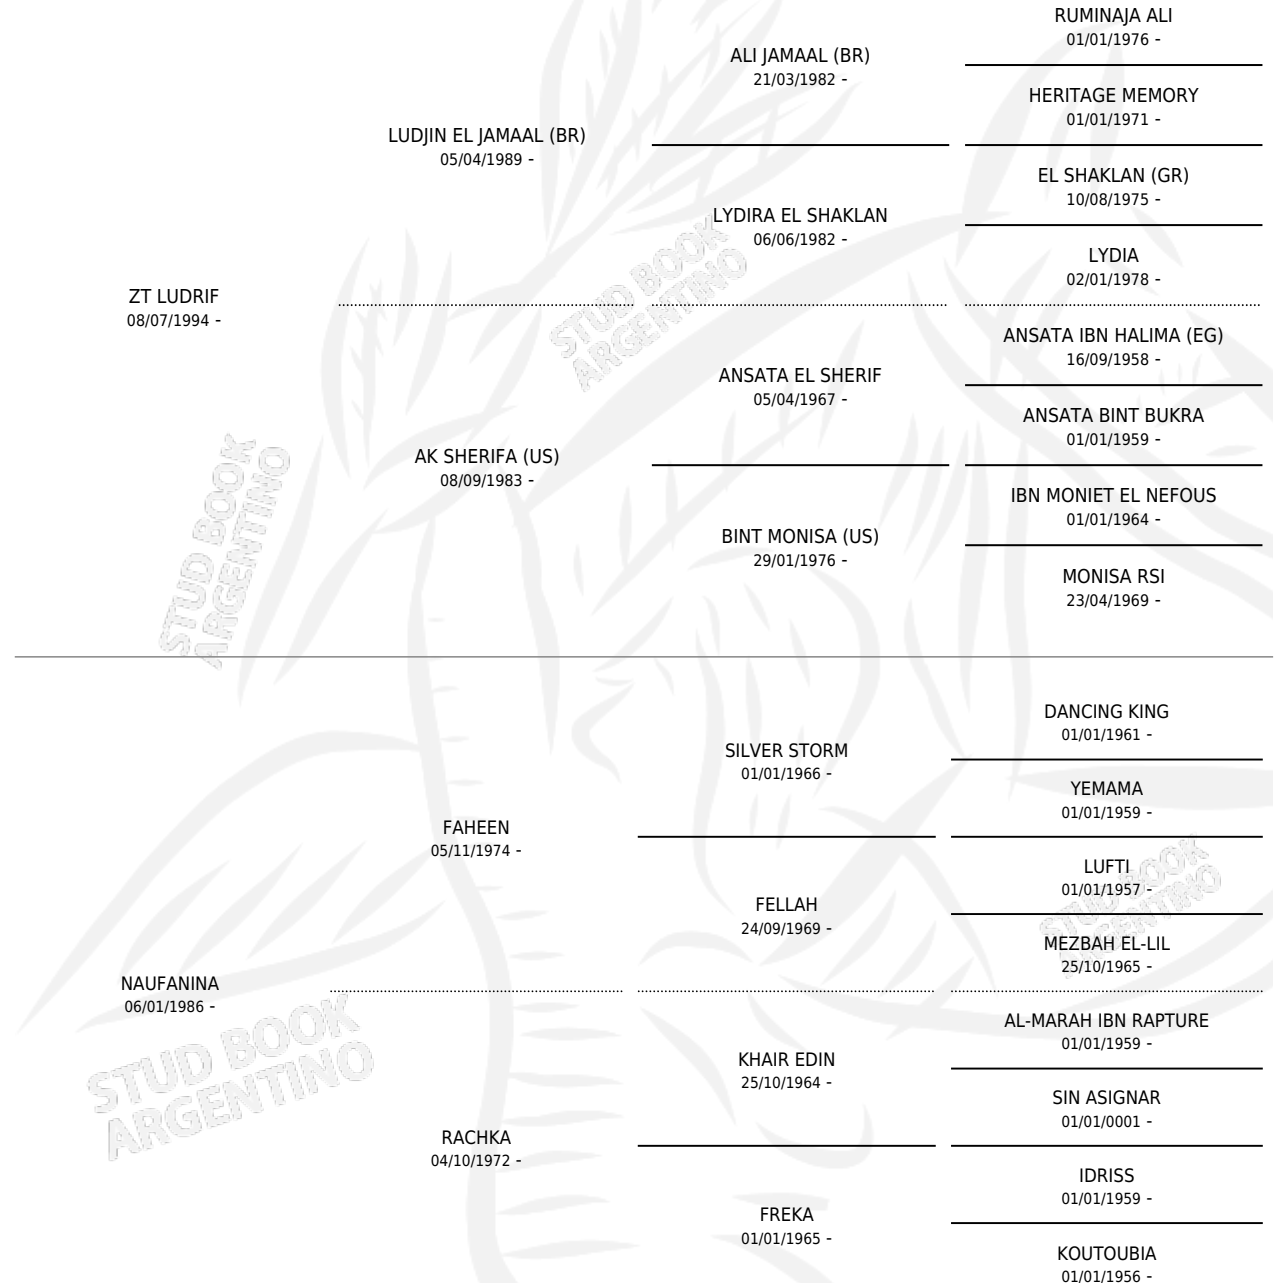 RUMINAJA ALI
01/01/1976 -
ALI JAMAAL (BR)
21/03/1982 -
HERITAGE MEMORY
01/01/1971 -
LUDJIN EL JAMAAL (BR)
05/04/1989 -
EL SHAKLAN (GR)
10/08/1975 -
LYDIRA EL SHAKLAN
06/06/1982 -
LYDIA
02/01/1978 -
ZT LUDRIF
08/07/1994 -
ANSATA IBN HALIMA (EG)
16/09/1958 -
ANSATA EL SHERIF
05/04/1967 -
ANSATA BINT BUKRA
01/01/1959 -
AK SHERIFA (US)
08/09/1983 -
IBN MONIET EL NEFOUS
01/01/1964 -
BINT MONISA (US)
29/01/1976 -
MONISA RSI
23/04/1969 -
DANCING KING
01/01/1961 -
SILVER STORM
01/01/1966 -
YEMAMA
01/01/1959 -
FAHEEN
05/11/1974 -
LUFTI
01/01/1957 -
FELLAH
24/09/1969 -
MEZBAH EL-LIL
25/10/1965 -
NAUFANINA
06/01/1986 -
AL-MARAH IBN RAPTURE
01/01/1959 -
KHAIR EDIN
25/10/1964 -
SIN ASIGNAR
01/01/0001 -
RACHKA
04/10/1972 -
IDRISS
01/01/1959 -
FREKA
01/01/1965 -
KOUTOUBIA
01/01/1956 -
STUD BOOK
ARGENTINO
STUD BOOK
ARGENTINO
STUD BOOK
ARGENTINO
STUD BOOK
ARGENTINO